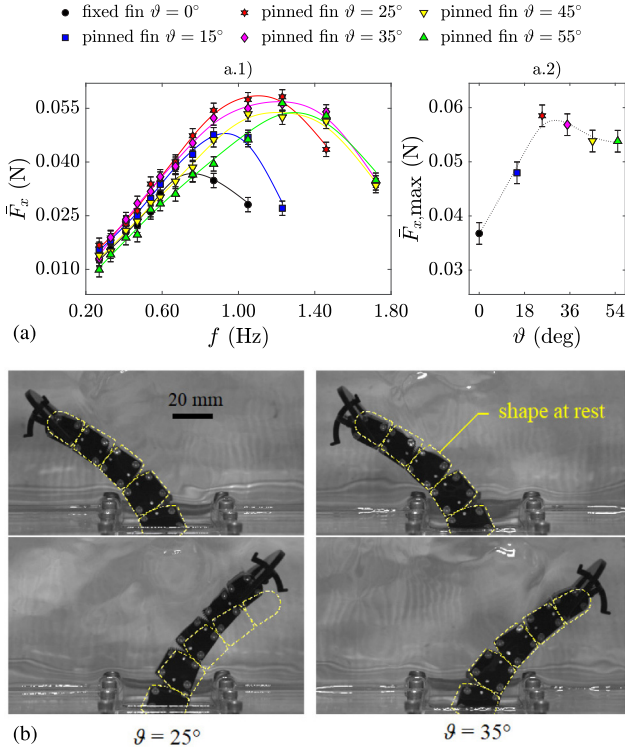 fixed fin ϑ = 0° pinned fin ϑ = 25° pinned fin ϑ = 45°
pinned fin ϑ = 15° pinned fin ϑ = 35° pinned fin ϑ = 55°
a.1) a.2)
0.055
0.040
0.025
0.010
F̄x (N)
0.20 0.60 1.00 1.40 1.80
f (Hz)
0.06
0.05
0.04
0.03
F̄x,max (N)
0 18 36 54
ϑ (deg)
(a)
20 mm
shape at rest
(b) ϑ = 25° ϑ = 35°